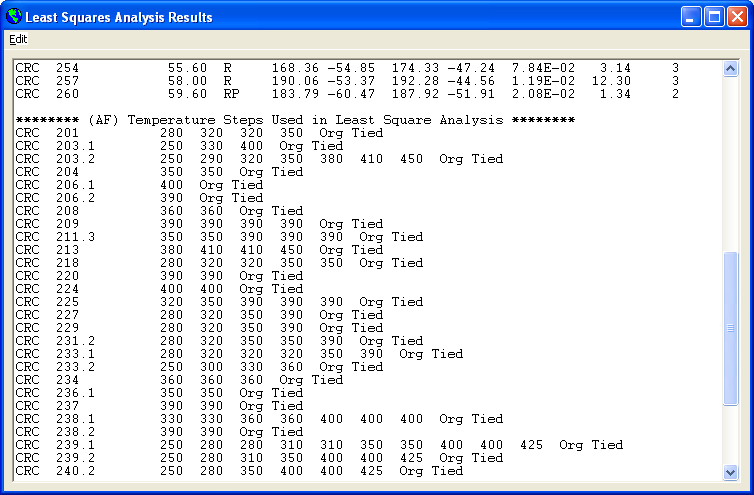 Least Squares Analysis Results
Edit
CRC 254 55.60 R 168.36 -54.85 174.33 -47.24 7.84E-02 3.14 3
CRC 257 58.00 R 190.06 -53.37 192.28 -44.56 1.19E-02 12.30 3
CRC 260 59.60 RP 183.79 -60.47 187.92 -51.91 2.08E-02 1.34 2
******** (AF) Temperature Steps Used in Least Square Analysis ********
CRC 201 280 320 320 350 Org Tied
CRC 203.1 250 330 400 Org Tied
CRC 203.2 250 290 320 350 380 410 450 Org Tied
CRC 204 350 350 Org Tied
CRC 206.1 400 Org Tied
CRC 206.2 390 Org Tied
CRC 208 360 360 Org Tied
CRC 209 390 390 390 390 Org Tied
CRC 211.3 350 350 390 390 390 Org Tied
CRC 213 380 410 410 450 Org Tied
CRC 218 280 320 320 350 350 Org Tied
CRC 220 390 390 Org Tied
CRC 224 400 400 Org Tied
CRC 225 320 350 390 390 390 Org Tied
CRC 227 280 320 350 390 Org Tied
CRC 229 280 320 350 390 Org Tied
CRC 231.2 280 320 350 350 390 Org Tied
CRC 233.1 280 320 320 320 350 390 Org Tied
CRC 233.2 250 300 330 360 Org Tied
CRC 234 360 360 360 Org Tied
CRC 236.1 350 350 Org Tied
CRC 237 390 390 Org Tied
CRC 238.1 330 330 360 360 400 400 400 Org Tied
CRC 238.2 390 390 Org Tied
CRC 239.1 250 280 280 310 310 350 350 400 400 425 Org Tied
CRC 239.2 250 280 310 350 400 400 425 Org Tied
CRC 240.2 250 280 350 400 400 425 Org Tied